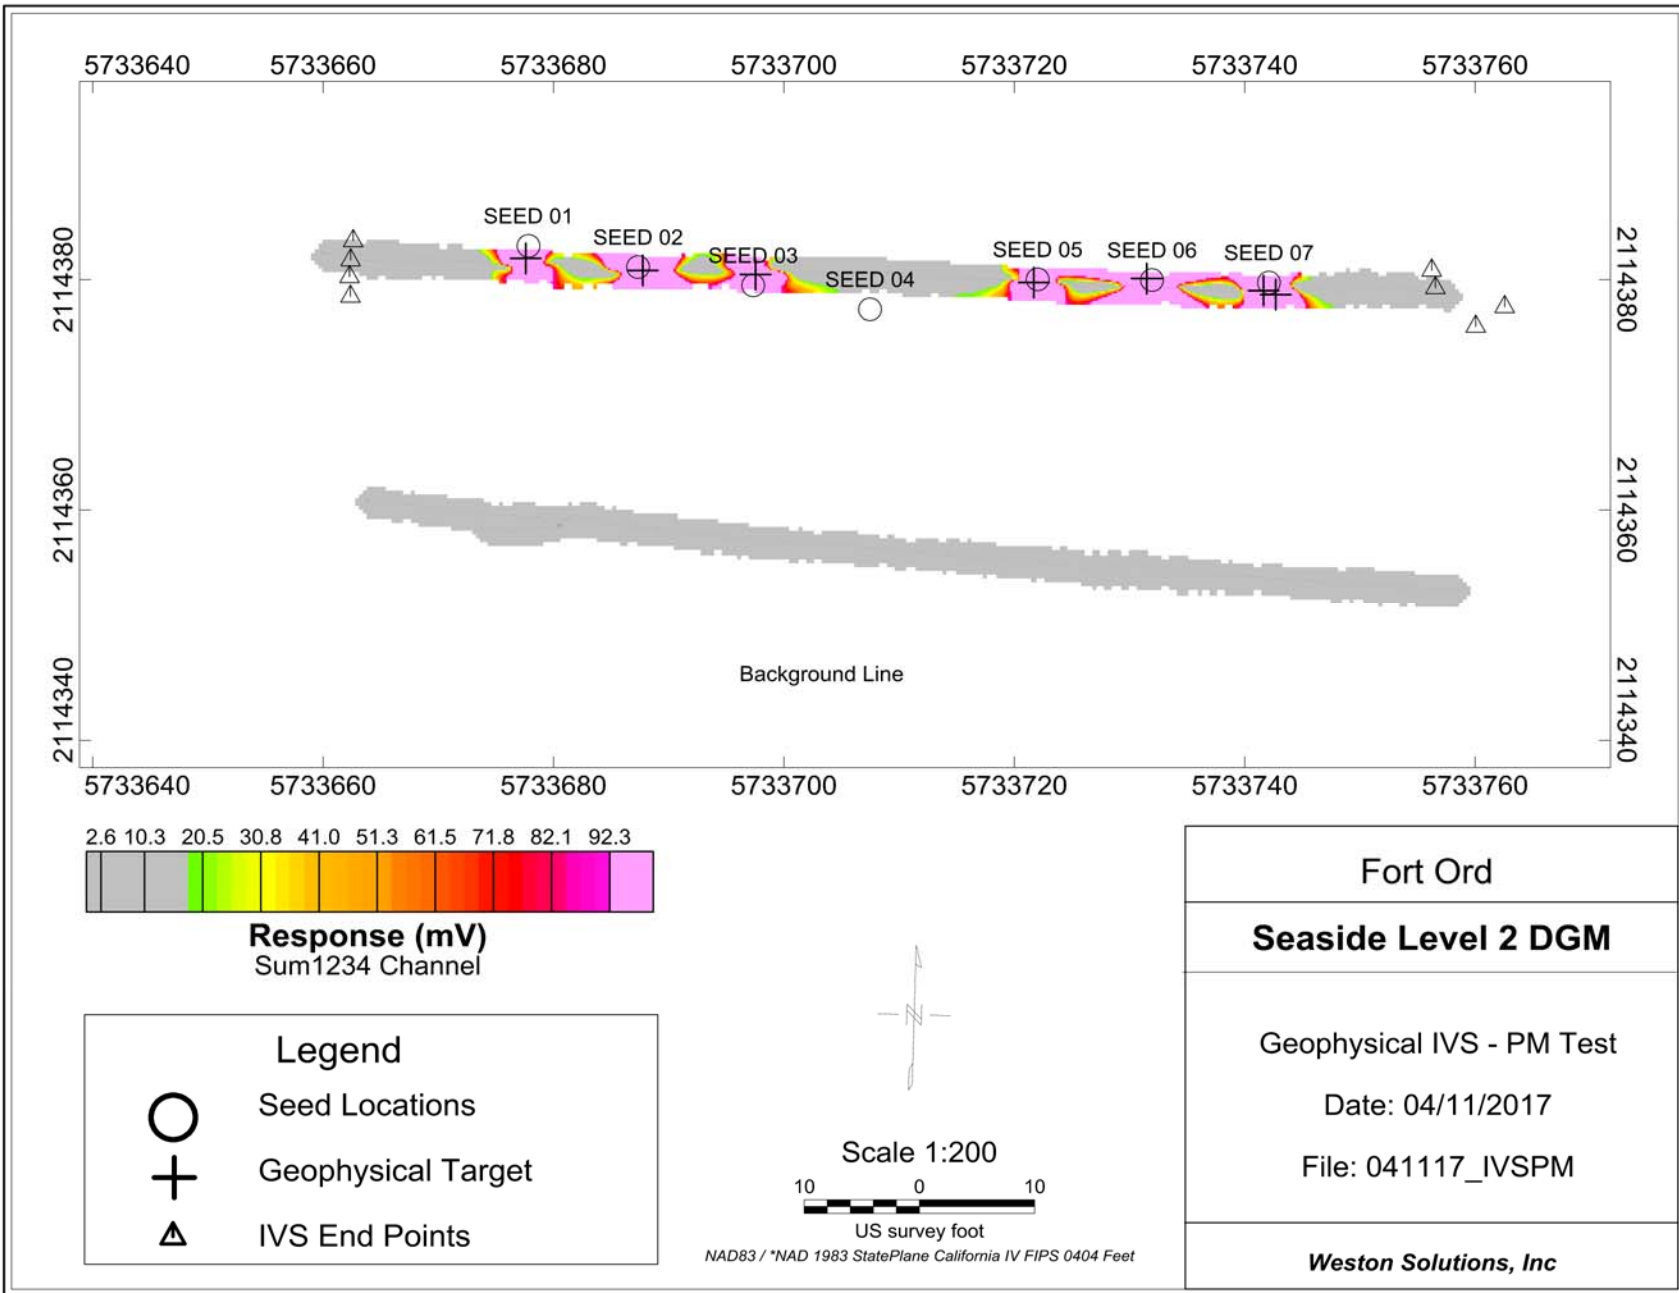 5733640 5733660 5733680 5733700 5733720 5733740 5733760
2114380
2114380
SEED 01
SEED 02
SEED 03
SEED 04
SEED 05
SEED 06
SEED 07
2114360
2114360
2114340
2114340
Background Line
5733640 5733660 5733680 5733700 5733720 5733740 5733760
2.6 10.3 20.5 30.8 41.0 51.3 61.5 71.8 82.1 92.3
Response (mV)
Sum1234 Channel
Legend
Seed Locations
Geophysical Target
IVS End Points
N
Scale 1:200
10 0 10
US survey foot
NAD83 / *NAD 1983 StatePlane California IV FIPS 0404 Feet
Fort Ord
Seaside Level 2 DGM
Geophysical IVS - PM Test
Date: 04/11/2017
File: 041117_IVSPM
Weston Solutions, Inc